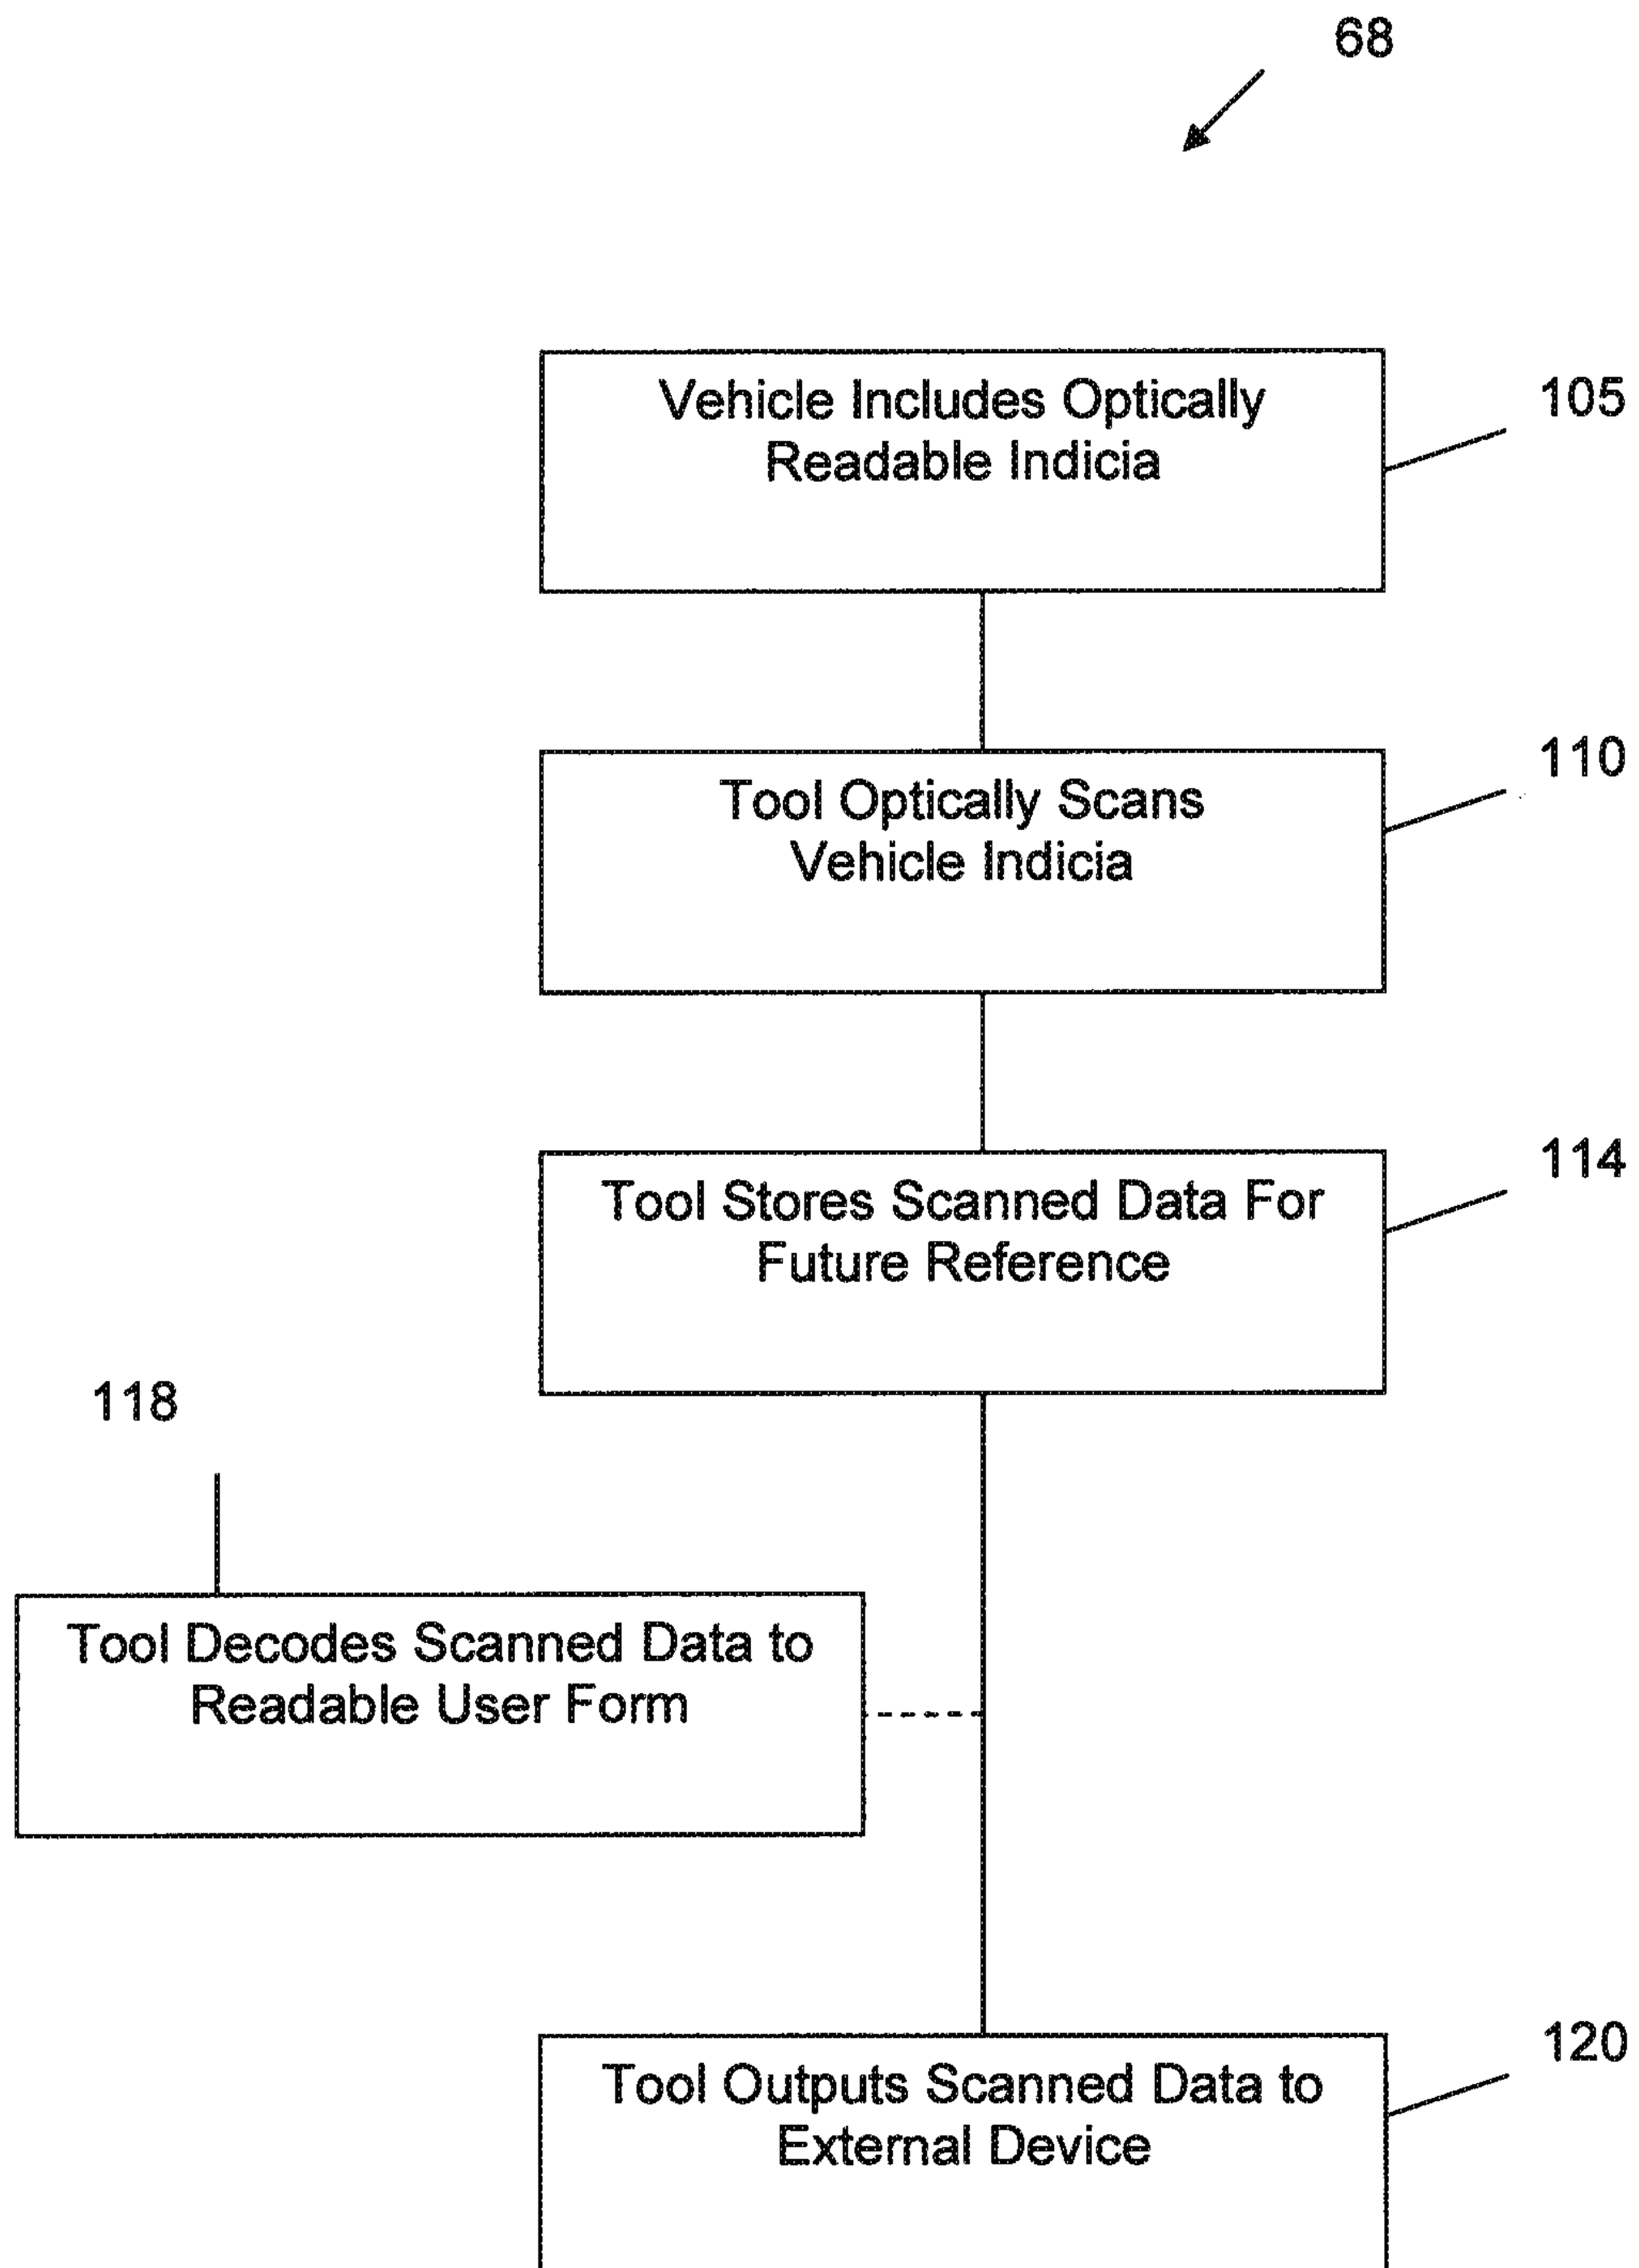 68
Vehicle Includes Optically
Readable Indicia
105
Tool Optically Scans
Vehicle Indicia
110
Tool Stores Scanned Data For
Future Reference
114
118
Tool Decodes Scanned Data to
Readable User Form
Tool Outputs Scanned Data to
External Device
120